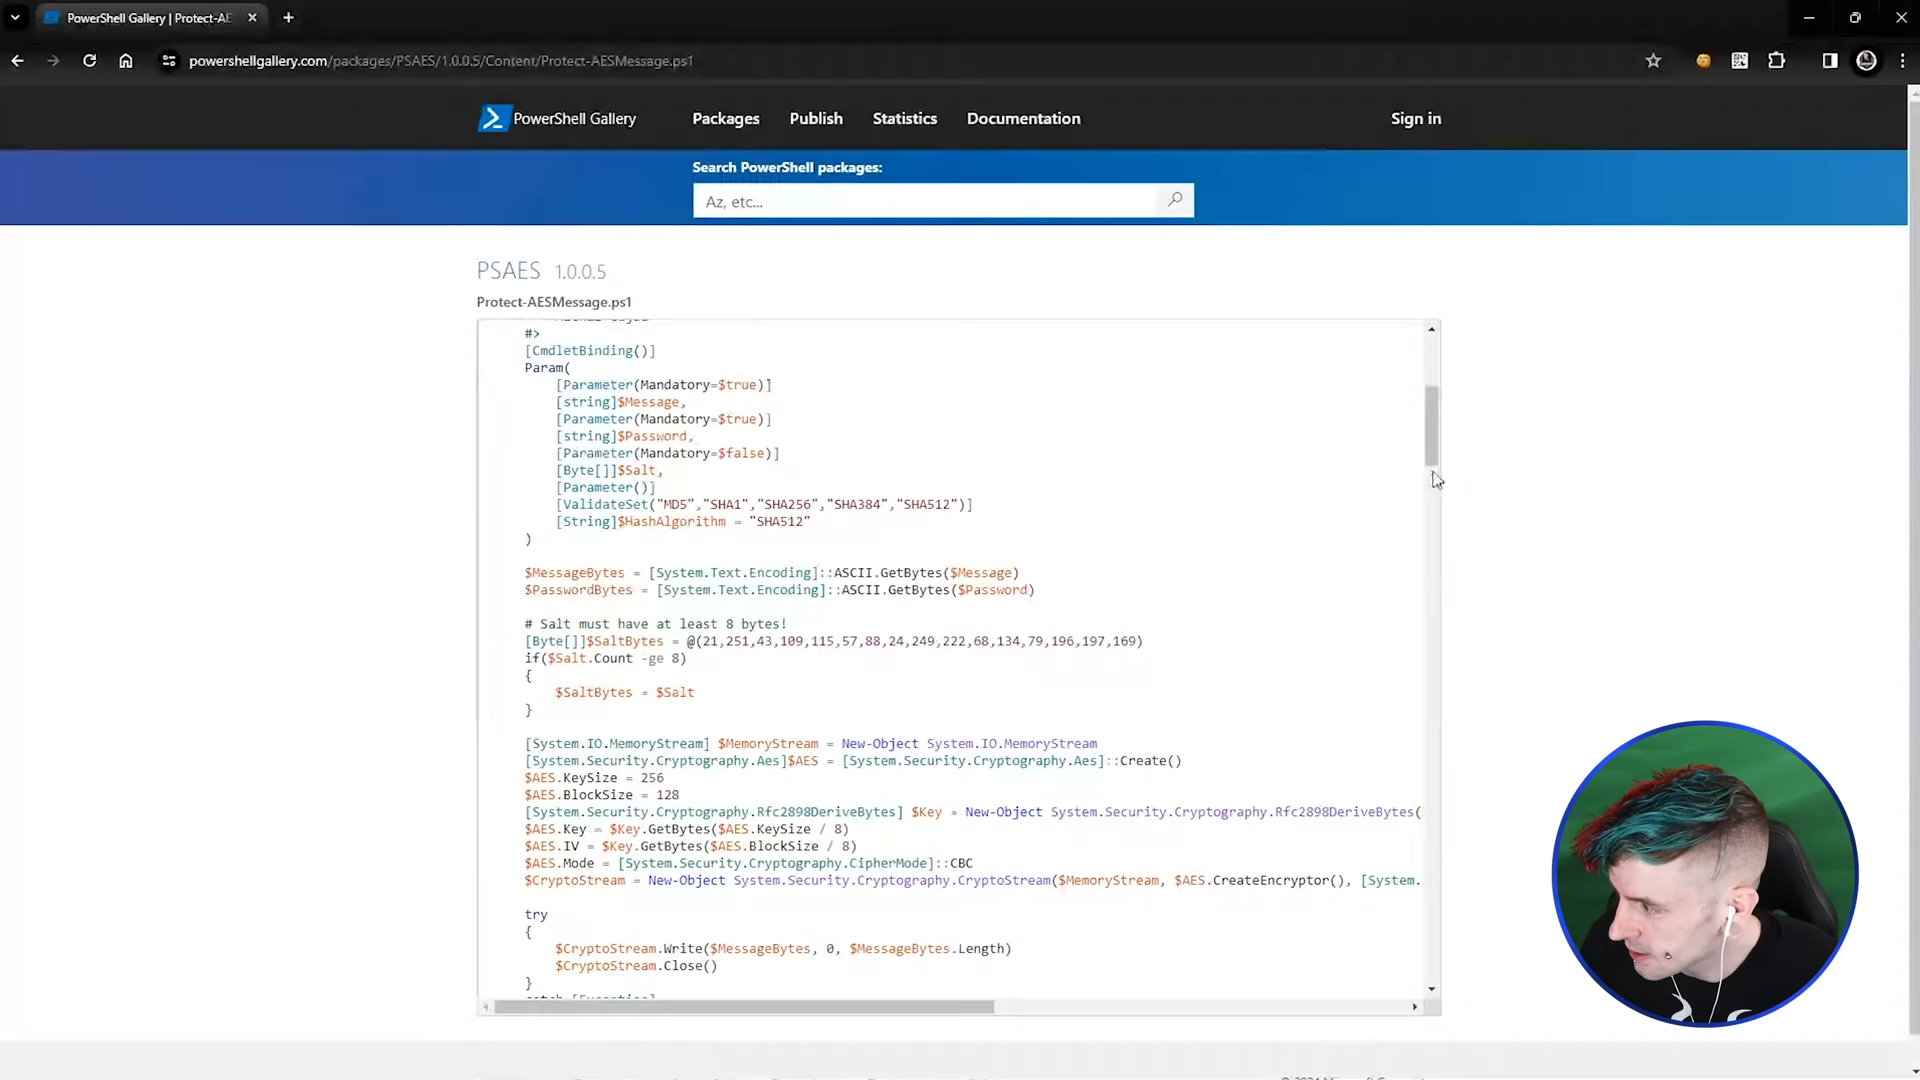 PowerShell Gallery | Protect-AE
powershellgallery.com/packages/PSAES/1.0.0.5/Content/Protect-AESMessage.ps1
PowerShell Gallery Packages Publish Statistics Documentation Sign in
Search PowerShell packages:
Az, etc...
PSAES 1.0.0.5
Protect-AESMessage.ps1
#>
[CmdletBinding()]
Param(
[Parameter(Mandatory=$true)]
[string]$Message,
[Parameter(Mandatory=$true)]
[string]$Password,
[Parameter(Mandatory=$false)]
[Byte[]]$Salt,
[Parameter()]
[ValidateSet("MD5","SHA1","SHA256","SHA384","SHA512")]
[String]$HashAlgorithm = "SHA512"
)
$MessageBytes = [System.Text.Encoding]::ASCII.GetBytes($Message)
$PasswordBytes = [System.Text.Encoding]::ASCII.GetBytes($Password)
# Salt must have at least 8 bytes!
[Byte[]]$SaltBytes = @(21,251,43,109,115,57,88,24,249,222,68,134,79,196,197,169)
if($Salt.Count -ge 8)
{
$SaltBytes = $Salt
}
[System.IO.MemoryStream] $MemoryStream = New-Object System.IO.MemoryStream
[System.Security.Cryptography.Aes]$AES = [System.Security.Cryptography.Aes]::Create()
$AES.KeySize = 256
$AES.BlockSize = 128
[System.Security.Cryptography.Rfc2898DeriveBytes] $Key = New-Object System.Security.Cryptography.Rfc2898DeriveBytes(
$AES.Key = $Key.GetBytes($AES.KeySize / 8)
$AES.IV = $Key.GetBytes($AES.BlockSize / 8)
$AES.Mode = [System.Security.Cryptography.CipherMode]::CBC
$CryptoStream = New-Object System.Security.Cryptography.CryptoStream($MemoryStream, $AES.CreateEncryptor(), [System.
try
{
$CryptoStream.Write($MessageBytes, 0, $MessageBytes.Length)
$CryptoStream.Close()
}
catch [Exception]